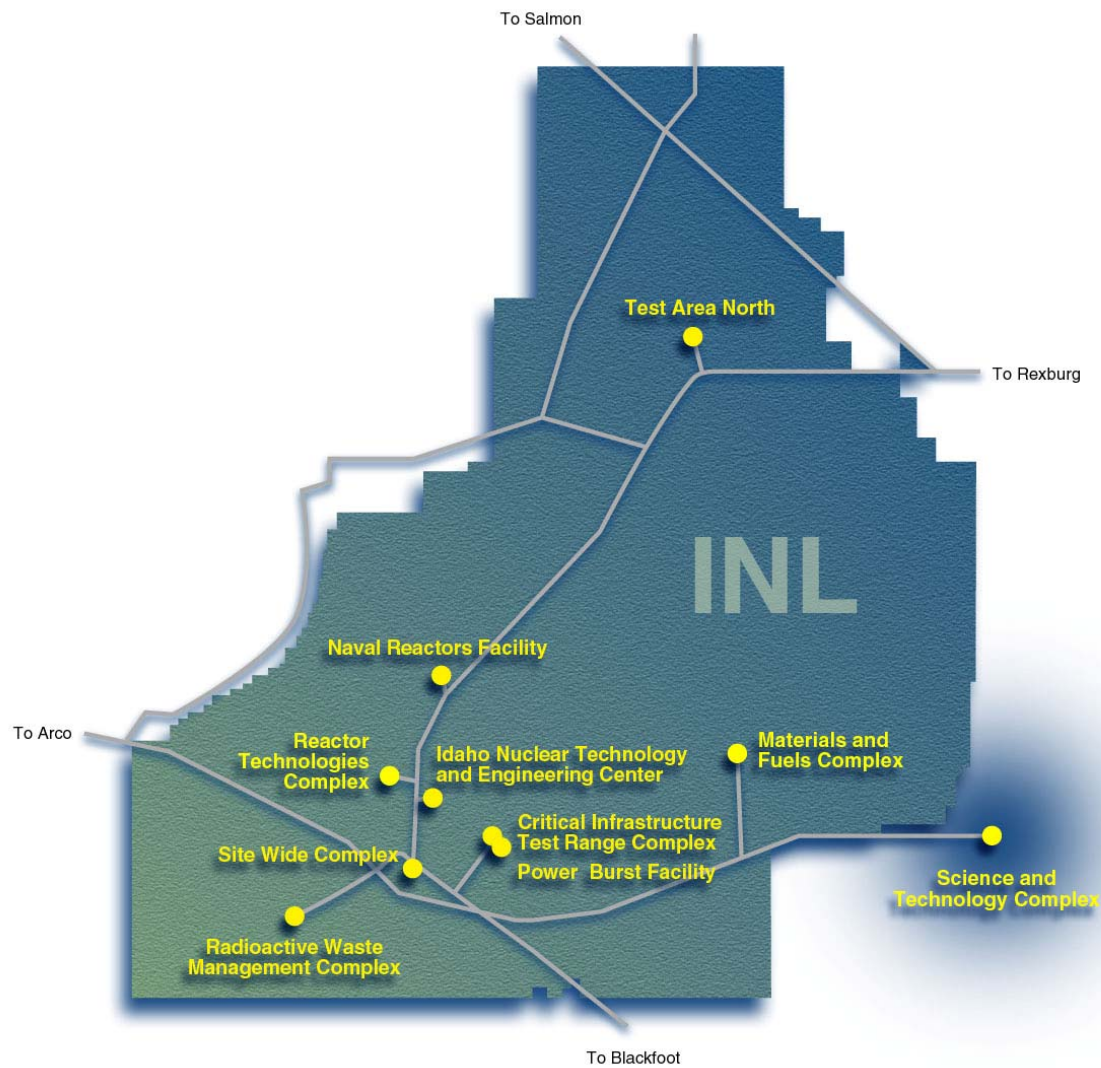 To Salmon
Test Area North
To Rexburg
INL
Naval Reactors Facility
To Arco
Reactor
Technologies
Complex
Idaho Nuclear Technology
and Engineering Center
Materials and
Fuels Complex
Critical Infrastructure
Test Range Complex
Site Wide Complex
Power Burst Facility
Science and
Technology Complex
Radioactive Waste
Management Complex
To Blackfoot